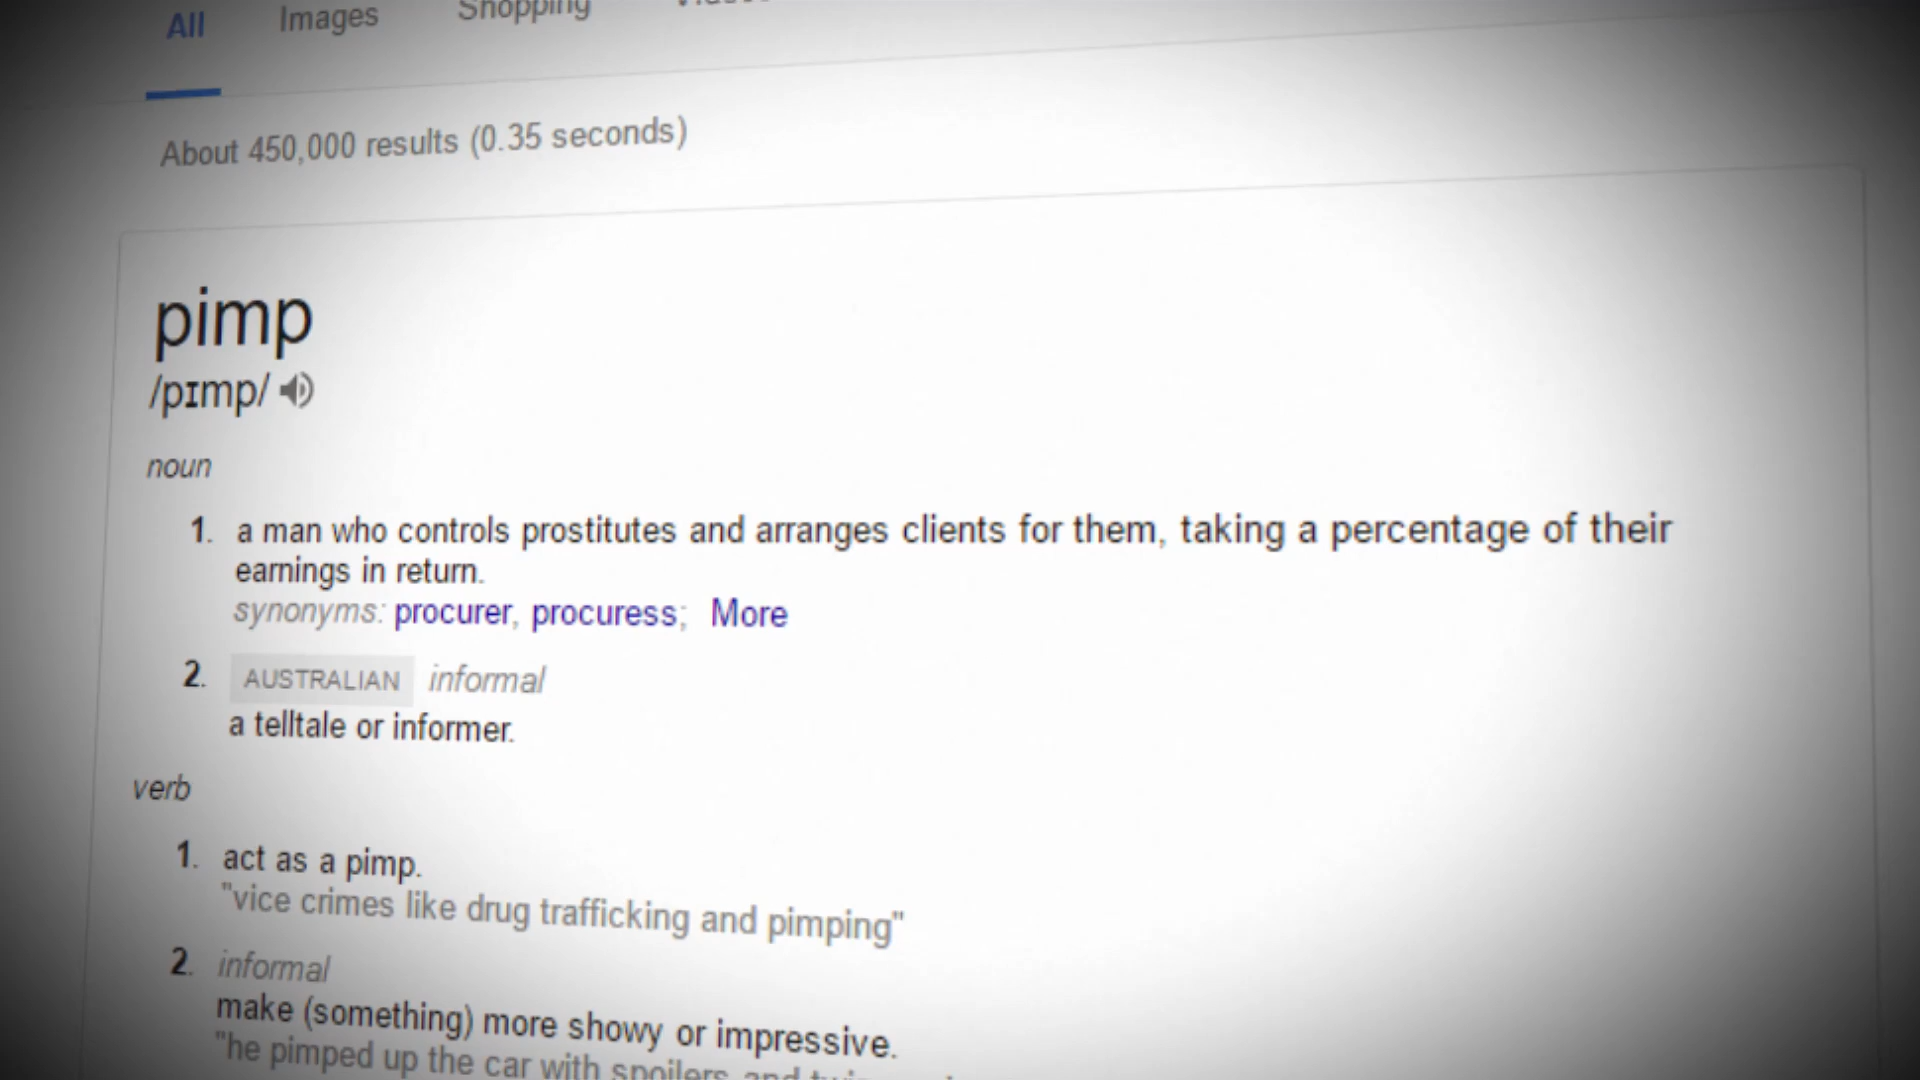 All Images Shopping
About 450,000 results (0.35 seconds)
pimp
/pɪmp/
noun
1. a man who controls prostitutes and arranges clients for them, taking a percentage of their
earnings in return.
synonyms: procurer, procuress; More
2. AUSTRALIAN informal
a telltale or informer.
verb
1. act as a pimp.
"vice crimes like drug trafficking and pimping"
2. informal
make (something) more showy or impressive.
"he pimped up the car with spoilers and